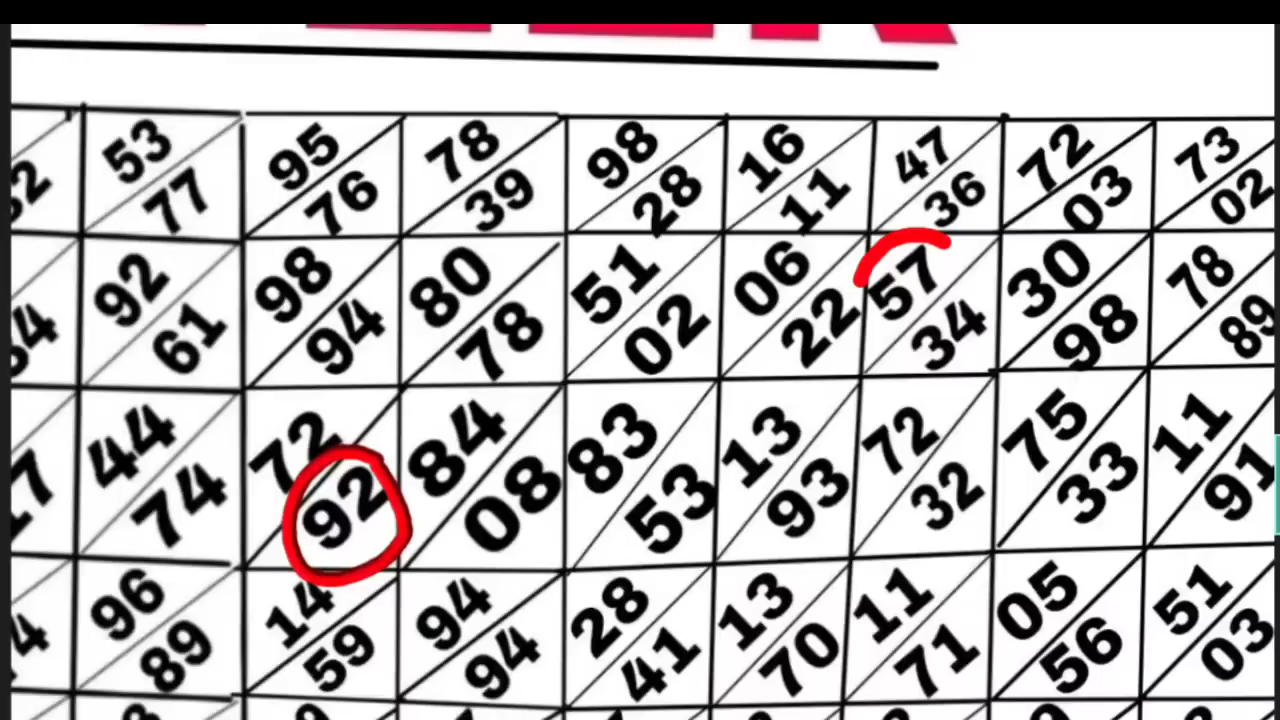 53 95 78 98 16 47 72 73
77 76 39 28 11 36 03 02
92 98 80 51 06 57 30 78
61 94 78 02 22 34 98 89
44 72 84 83 13 72 75 11
74 92 08 53 93 32 33 91
96 14 94 28 13 11 05 51
89 59 94 41 70 71 56 03